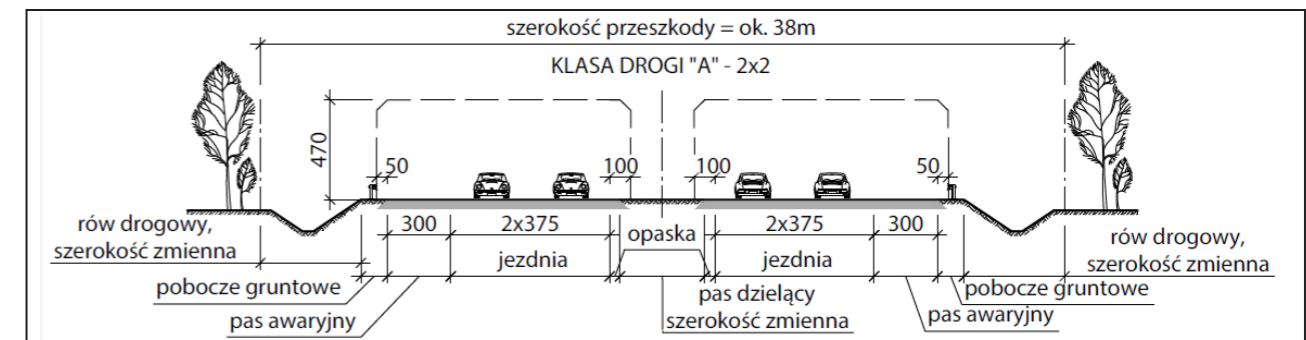 szerokość przeszkody = ok. 38m
KLASA DROGI "A" - 2x2
470
50
100
100
50
300
2x375
opaska
2x375
300
rów drogowy,
szerokość zmienna
jezdnia
jezdnia
rów drogowy,
szerokość zmienna
pobocze gruntowe
pas dzielący
szerokość zmienna
pobocze gruntowe
pas awaryjny
pas awaryjny